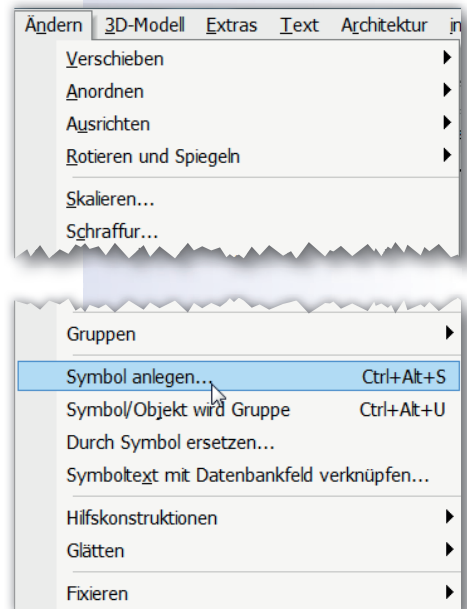 Ändern 3D-Modell Extras Text Architektur in
Verschieben
Anordnen
Ausrichten
Rotieren und Spiegeln
Skalieren...
Schraffur...
Gruppen
Symbol anlegen... Ctrl+Alt+S
Symbol/Objekt wird Gruppe Ctrl+Alt+U
Durch Symbol ersetzen...
Symboltext mit Datenbankfeld verknüpfen...
Hilfskonstruktionen
Glätten
Fixieren